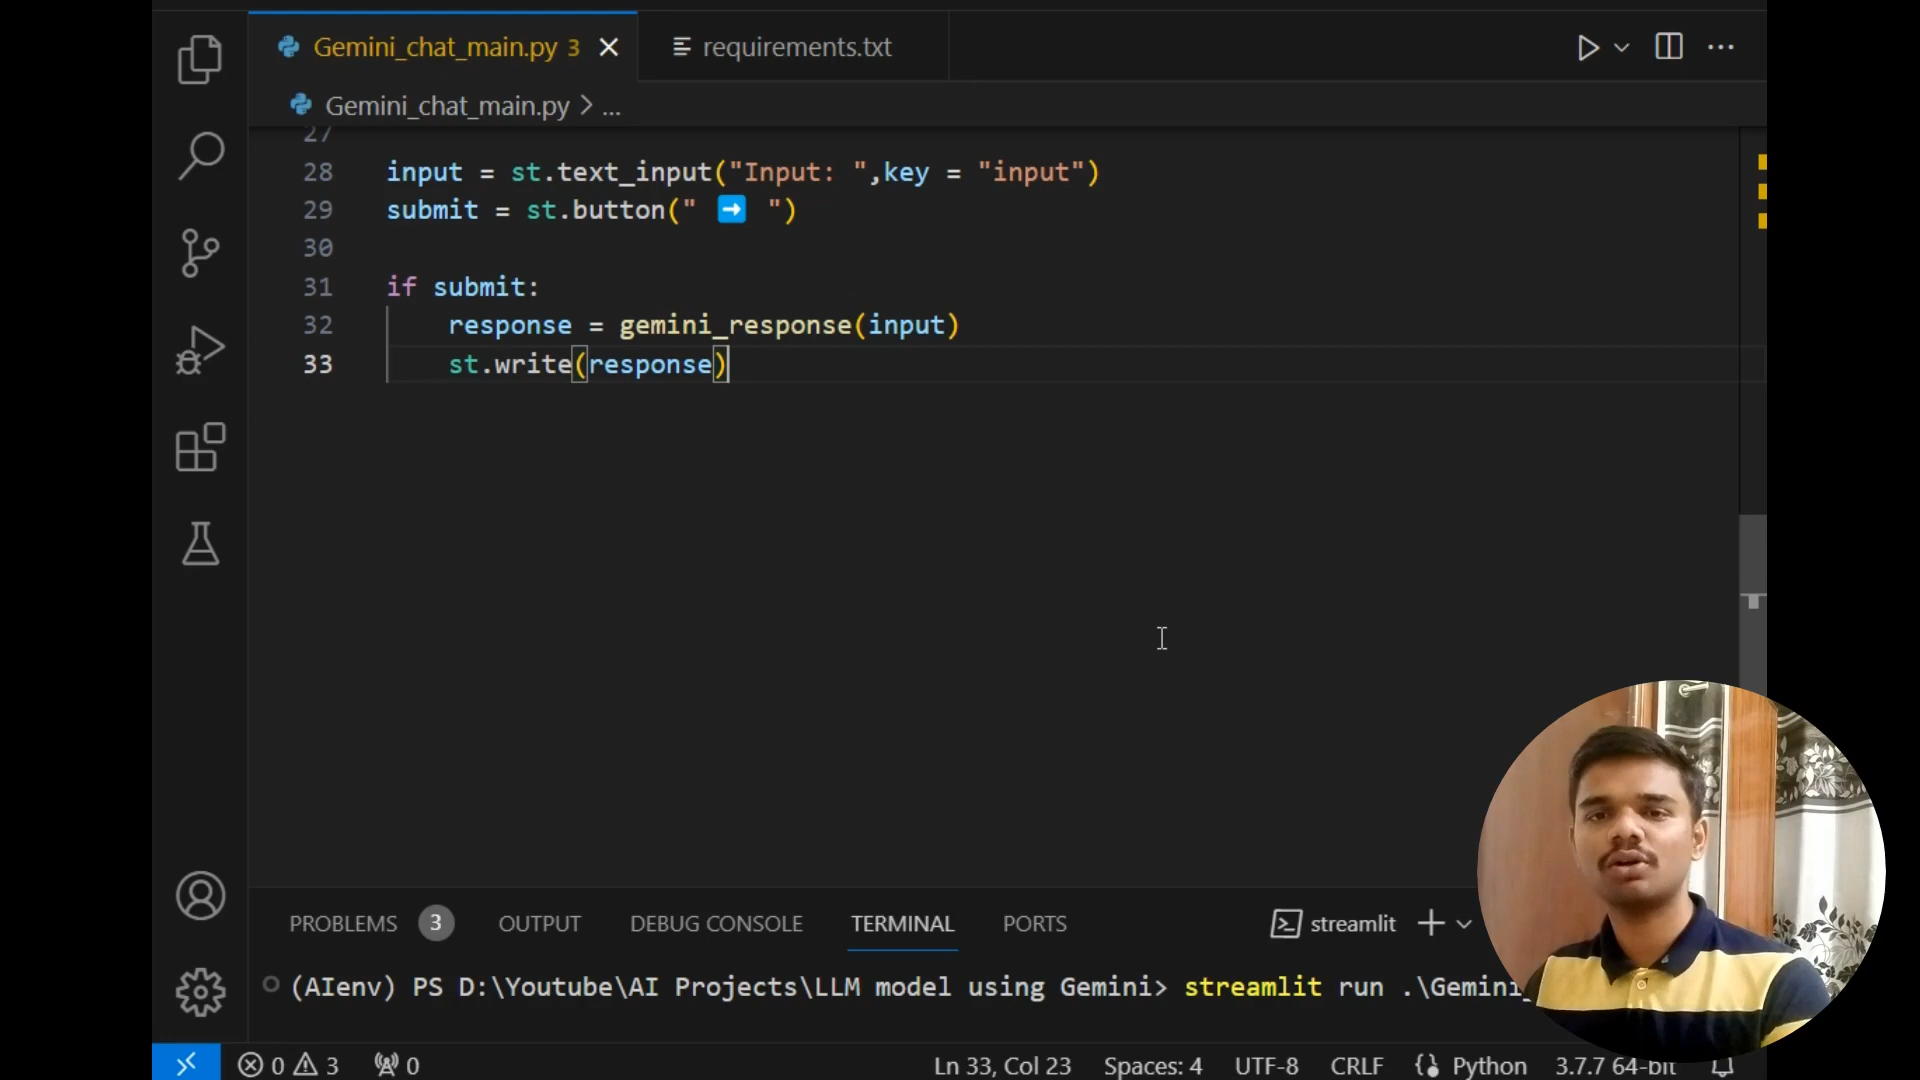 Gemini_chat_main.py 3
requirements.txt
Gemini_chat_main.py > ...
27
28 input = st.text_input("Input: ",key = "input")
29 submit = st.button(" ➡ ")
30
31 if submit:
32 response = gemini_response(input)
33 st.write(response)
PROBLEMS 3 OUTPUT DEBUG CONSOLE TERMINAL PORTS streamlit
(AIenv) PS D:\Youtube\AI Projects\LLM model using Gemini> streamlit run .\Gemini_
0 3 0 Ln 33, Col 23 Spaces: 4 UTF-8 CRLF Python 3.7.7 64-bit